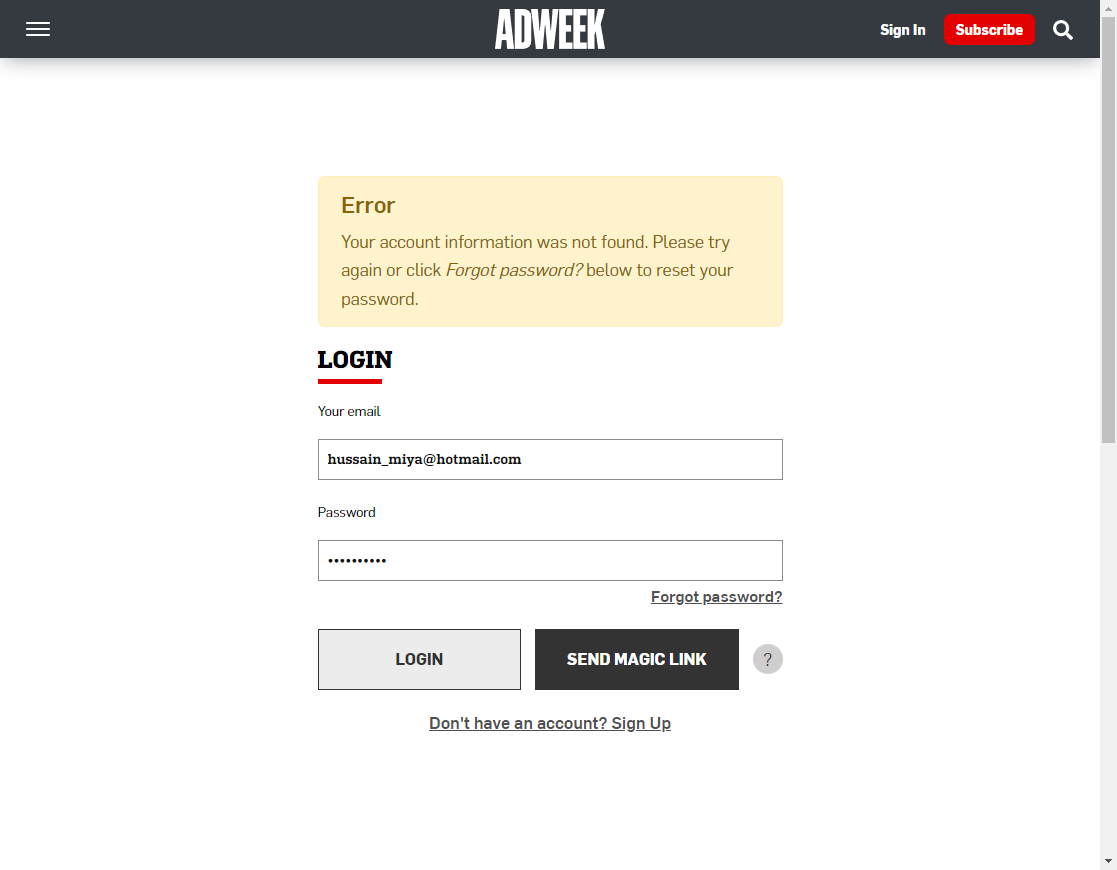 ADWEEK
Sign In
Subscribe
Error
Your account information was not found. Please try
again or click Forgot password? below to reset your
password.
LOGIN
Your email
hussain_miya@hotmail.com
Password
••••••••••
Forgot password?
LOGIN
SEND MAGIC LINK
?
Don't have an account? Sign Up